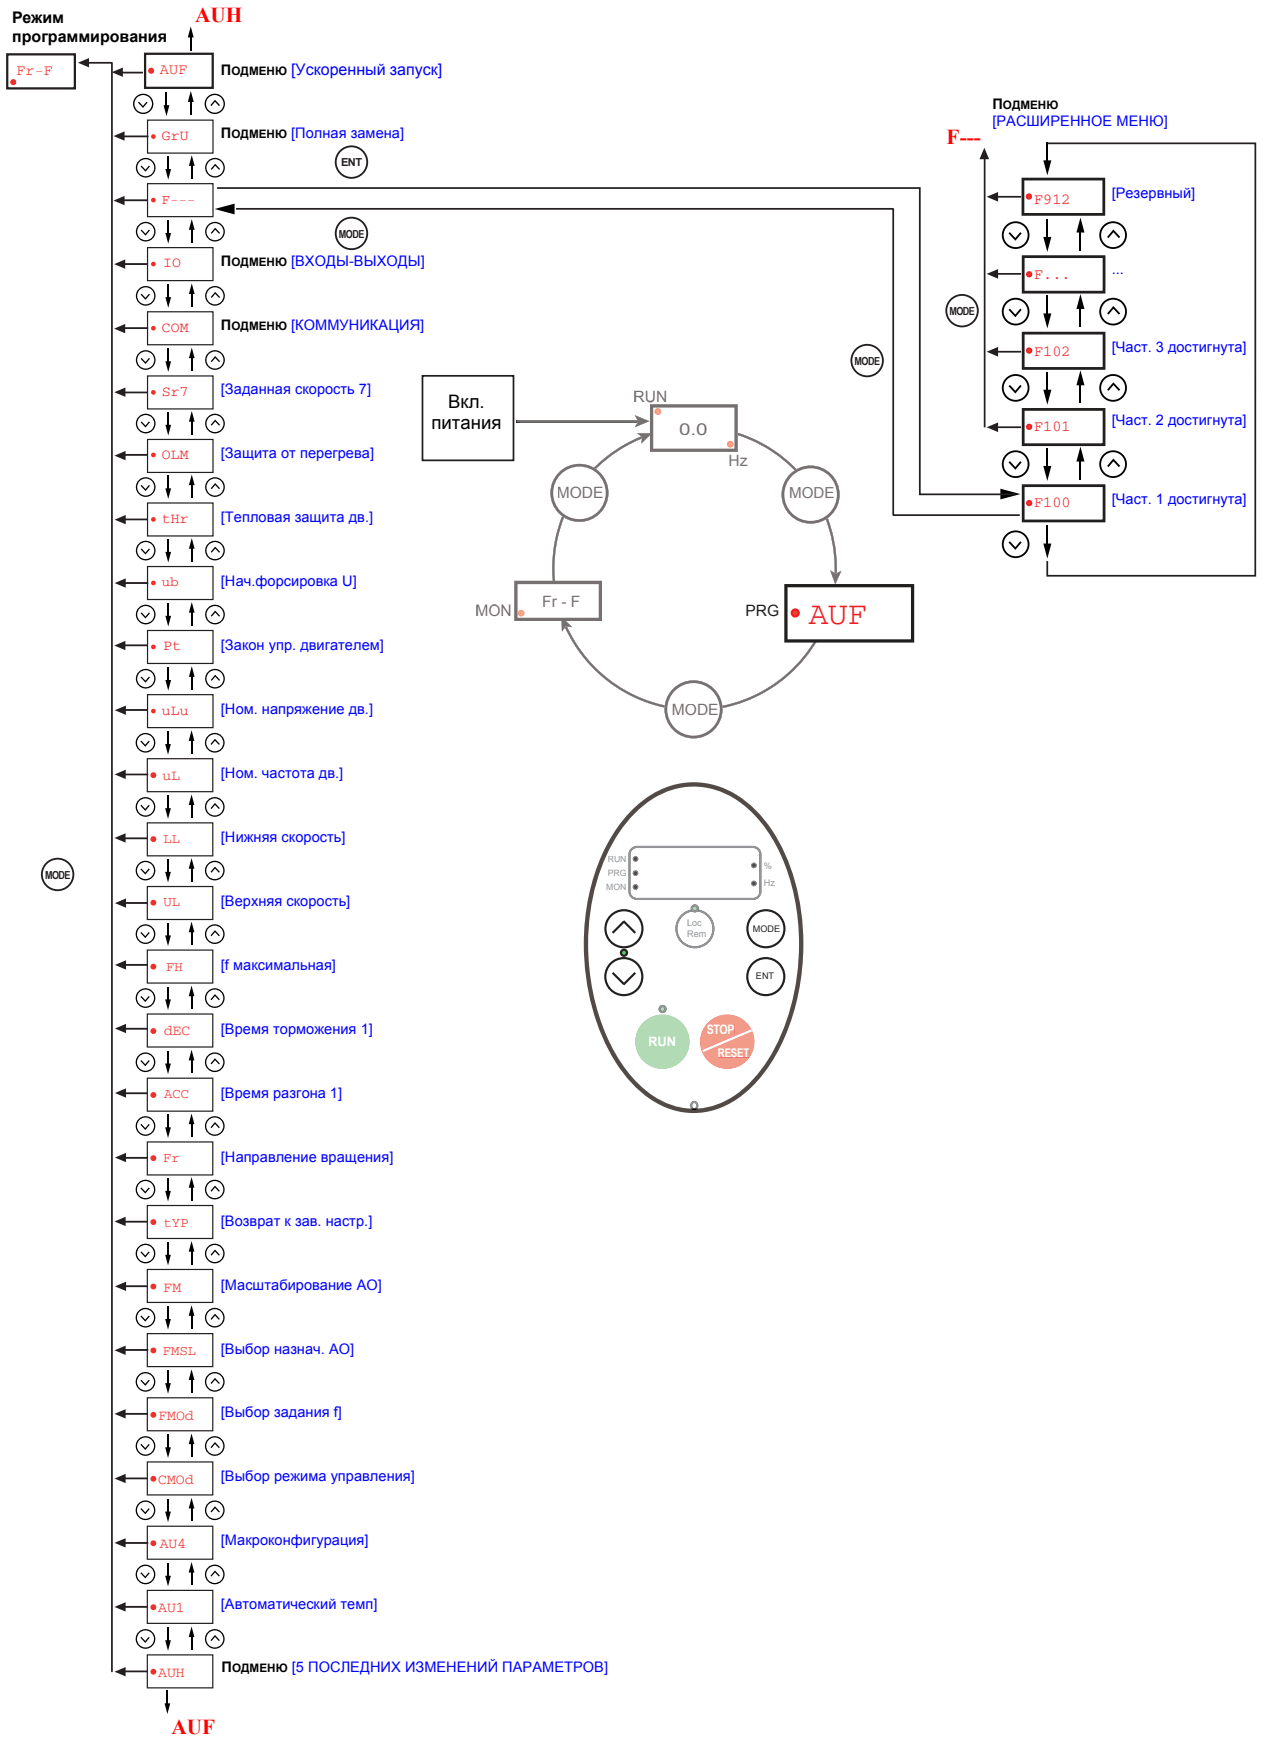 Режим
программирования
AUH
Fr-F
AUF
Подменю [Ускоренный запуск]
GrU
Подменю [Полная замена]
ENT
F---
MODE
IO
Подменю [ВХОДЫ-ВЫХОДЫ]
COM
Подменю [КОММУНИКАЦИЯ]
Sr7
[Заданная скорость 7]
OLM
[Защита от перегрева]
tHr
[Тепловая защита дв.]
ub
[Нач.форсировка U]
Pt
[Закон упр. двигателем]
uLu
[Ном. напряжение дв.]
uL
[Ном. частота дв.]
LL
[Нижняя скорость]
MODE
UL
[Верхняя скорость]
FH
[f максимальная]
dEC
[Время торможения 1]
ACC
[Время разгона 1]
Fr
[Направление вращения]
tYP
[Возврат к зав. настр.]
FM
[Масштабирование АО]
FMSL
[Выбор назнач. АО]
FMOd
[Выбор задания f]
CMOd
[Выбор режима управления]
AU4
[Макроконфигурация]
AU1
[Автоматический темп]
AUH
Подменю [5 ПОСЛЕДНИХ ИЗМЕНЕНИЙ ПАРАМЕТРОВ]
AUF
Подменю
[РАСШИРЕННОЕ МЕНЮ]
F---
F912
[Резервный]
F...
...
MODE
F102
[Част. 3 достигнута]
F101
[Част. 2 достигнута]
F100
[Част. 1 достигнута]
MODE
Вкл.
питания
RUN
0.0
Hz
MODE
MODE
MON
Fr - F
PRG
AUF
MODE
RUN
PRG
MON
%
Hz
Loc
Rem
MODE
ENT
RUN
STOP
RESET